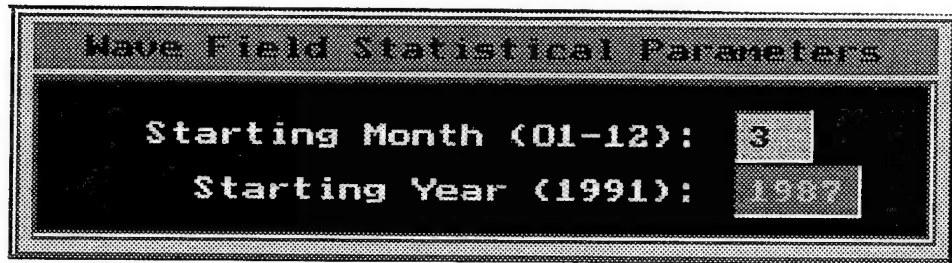 Wave Field Statistical Parameters
Starting Month (01-12): 3
Starting Year (1991): 1987